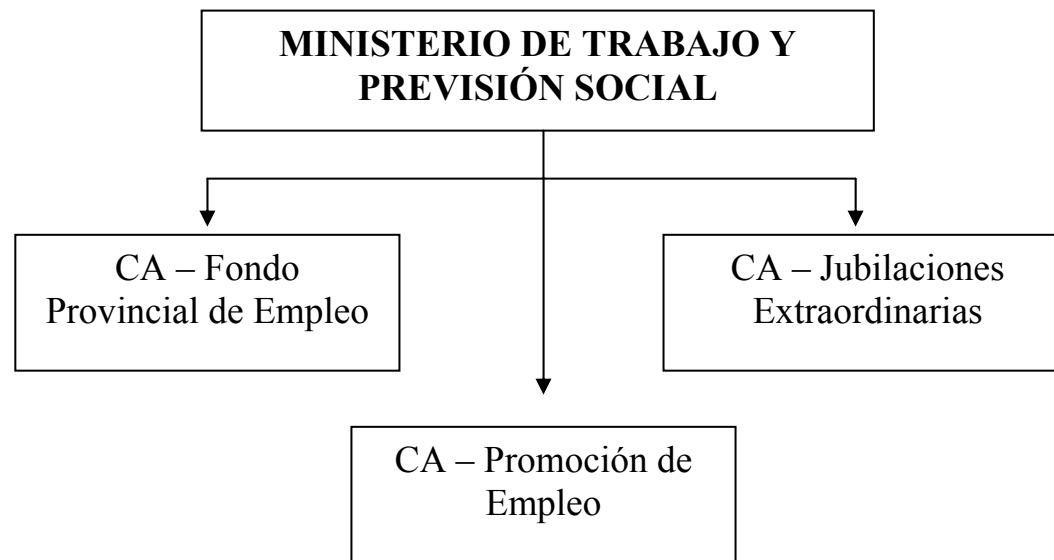 MINISTERIO DE TRABAJO Y
PREVISIÓN SOCIAL
CA – Fondo
Provincial de Empleo
CA – Jubilaciones
Extraordinarias
CA – Promoción de
Empleo